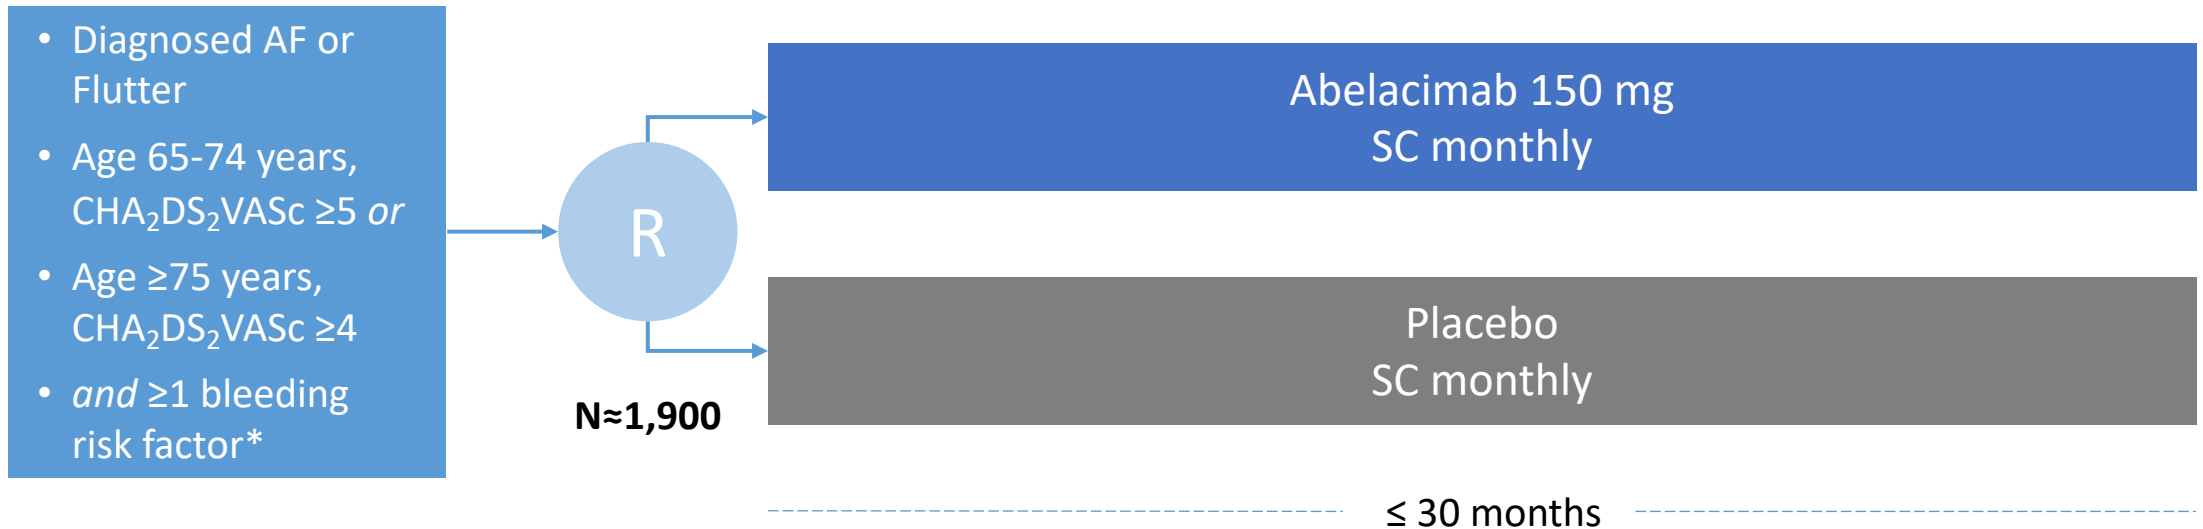 • Diagnosed AF or
Flutter
• Age 65-74 years,
CHA₂DS₂VASc ≥5 or
• Age ≥75 years,
CHA₂DS₂VASc ≥4
• and ≥1 bleeding
risk factor*
R
N≈1,900
Abelacimab 150 mg
SC monthly
Placebo
SC monthly
≤ 30 months